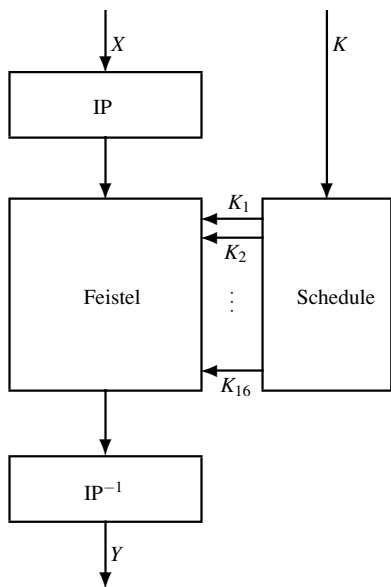 X
K
IP
K₁
K₂
Feistel
⋮
Schedule
K₁₆
IP⁻¹
Y